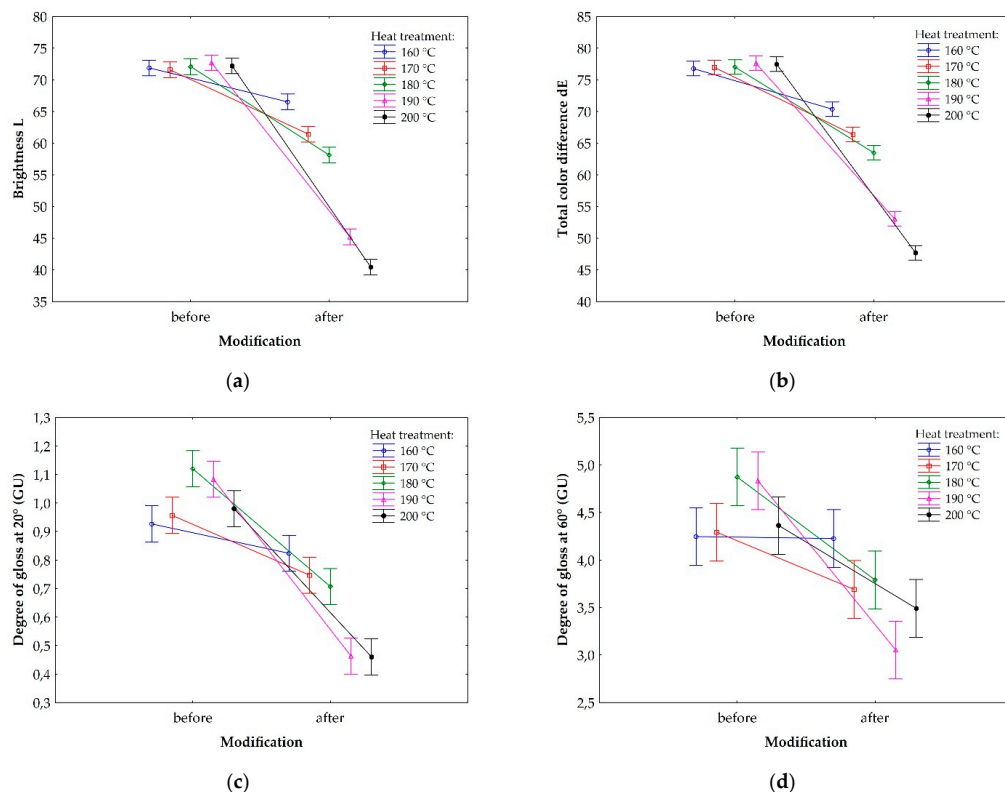 80
75
70
65
60
55
50
45
40
35
Brightness L
before
after
Modification
Heat treatment:
160 °C
170 °C
180 °C
190 °C
200 °C
(a)
85
80
75
70
65
60
55
50
45
40
Total color difference dE
before
after
Modification
Heat treatment:
160 °C
170 °C
180 °C
190 °C
200 °C
(b)
1,3
1,2
1,1
1,0
0,9
0,8
0,7
0,6
0,5
0,4
0,3
Degree of gloss at 20° (GU)
before
after
Modification
Heat treatment:
160 °C
170 °C
180 °C
190 °C
200 °C
(c)
5,5
5,0
4,5
4,0
3,5
3,0
2,5
Degree of gloss at 60° (GU)
before
after
Modification
Heat treatment:
160 °C
170 °C
180 °C
190 °C
200 °C
(d)